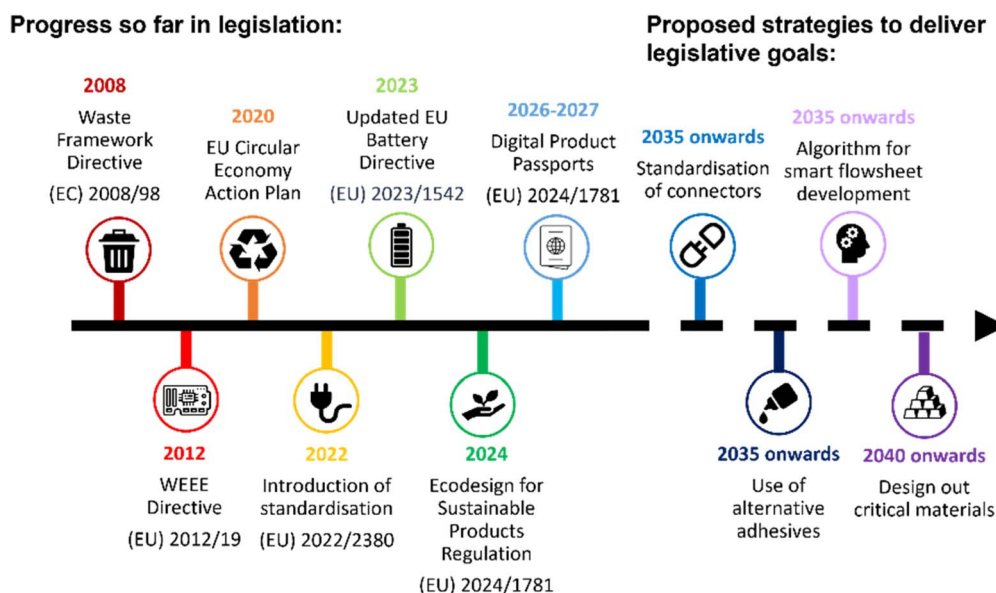 Progress so far in legislation:
Proposed strategies to deliver
legislative goals:
2008
Waste
Framework
Directive
(EC) 2008/98
2020
EU Circular
Economy
Action Plan
2023
Updated EU
Battery
Directive
(EU) 2023/1542
2026-2027
Digital Product
Passports
(EU) 2024/1781
2035 onwards
Standardisation
of connectors
2035 onwards
Algorithm for
smart flowsheet
development
2012
WEEE
Directive
(EU) 2012/19
2022
Introduction of
standardisation
(EU) 2022/2380
2024
Ecodesign for
Sustainable
Products
Regulation
(EU) 2024/1781
2035 onwards
Use of
alternative
adhesives
2040 onwards
Design out
critical materials